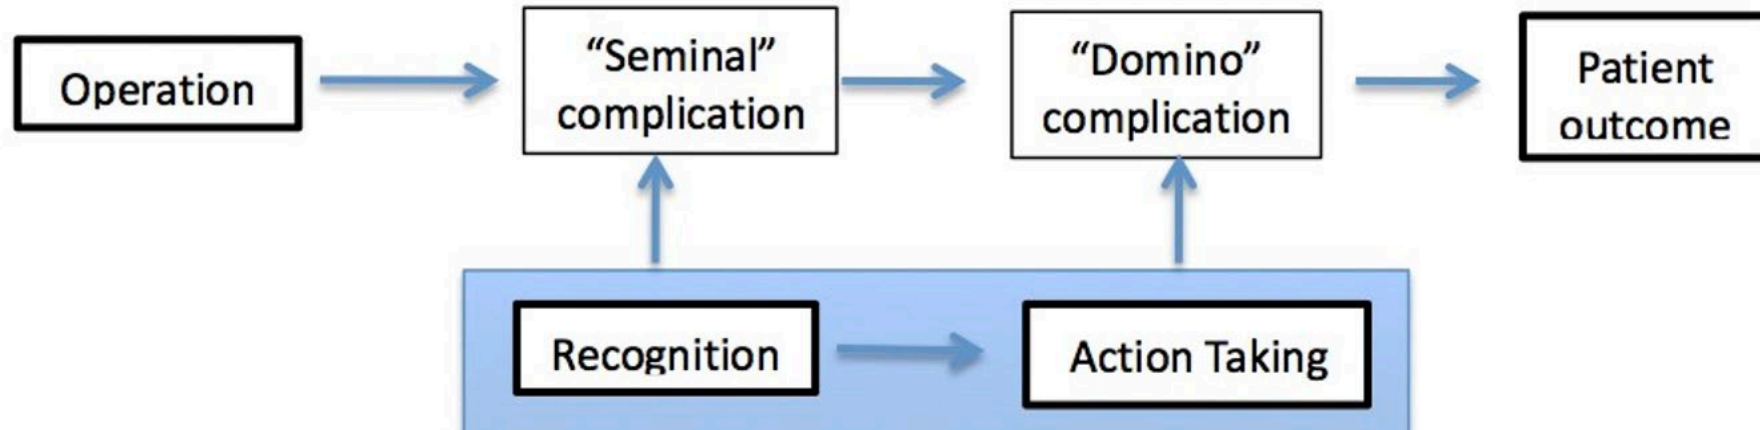 Operation
“Seminal”
complication
“Domino”
complication
Patient
outcome
Recognition
Action Taking